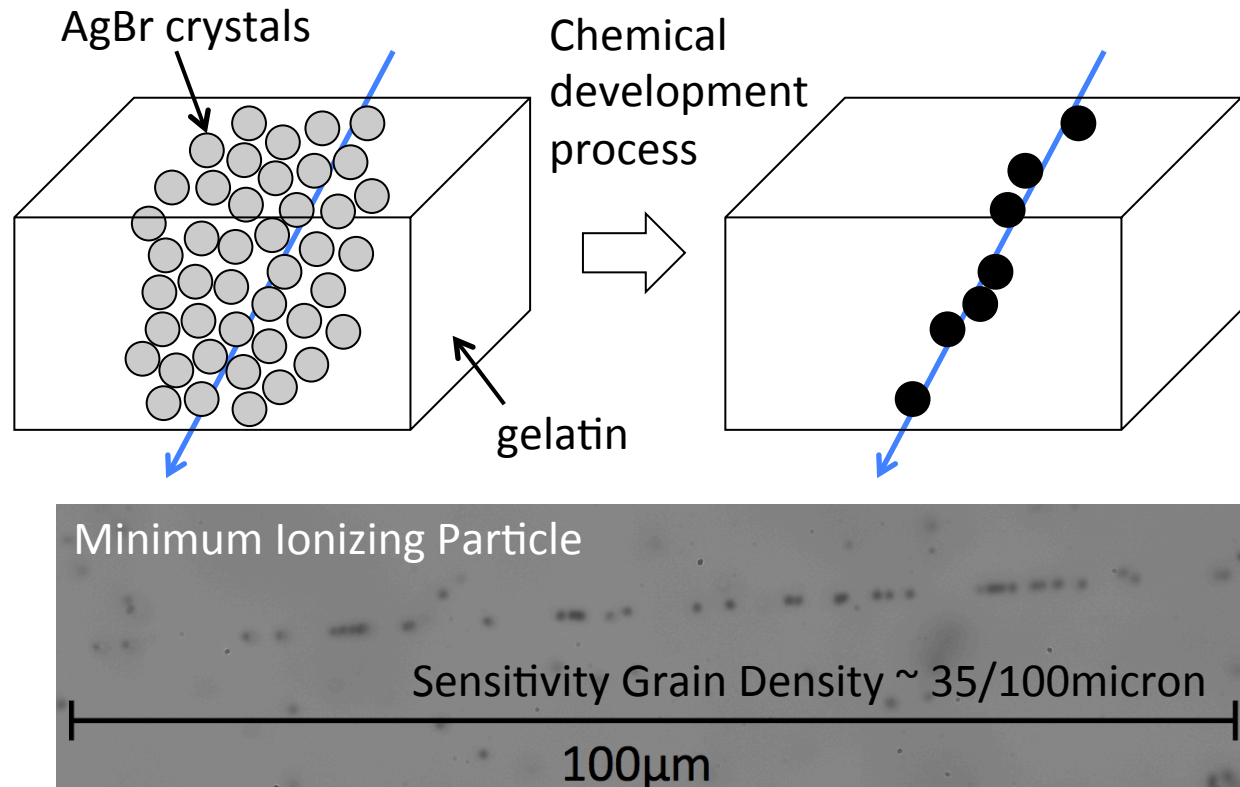 AgBr crystals
Chemical
development
process
gelatin
Minimum Ionizing Particle
Sensitivity Grain Density ~ 35/100micron
100μm